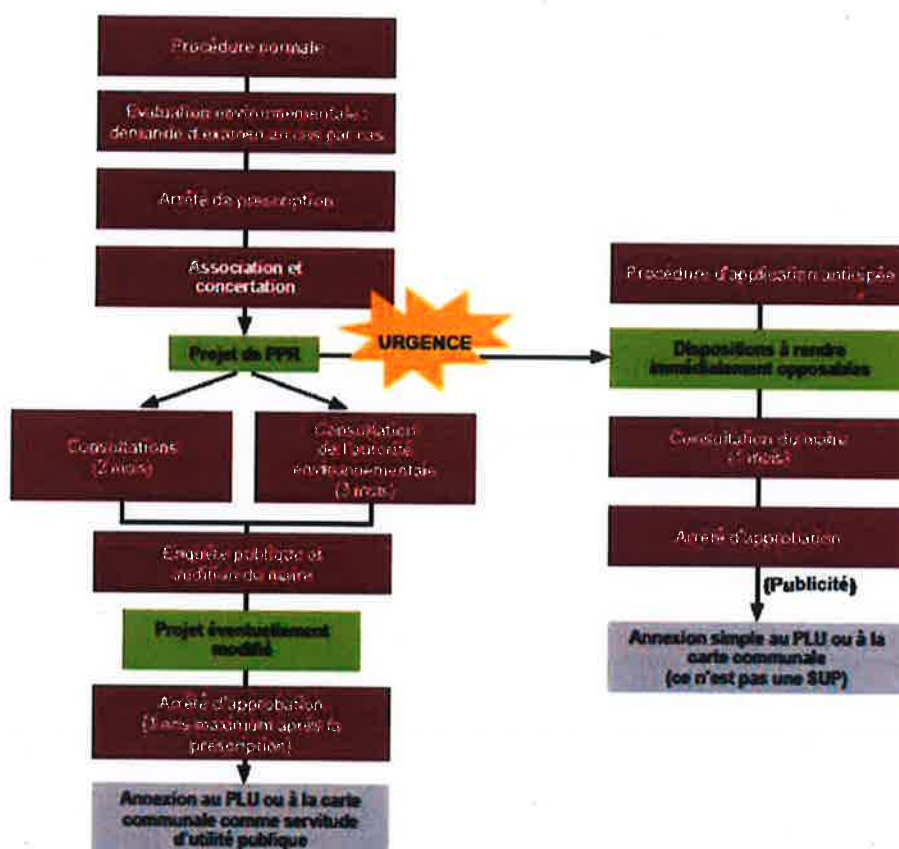 Procédure normale
Evaluation environnementale :
demande d'examen au cas par cas
Arrêté de prescription
Association et
concertation
Projet de PPR
URGENCE
Consultations
(2 mois)
Consultation
de l'autorité
environnementale
(3 mois)
Enquête publique et
audition du maire
Projet éventuellement
modifié
Arrêté d'approbation
(3 ans maximum après la
prescription)
Annexion au PLU ou à la carte
communale comme servitude
d'utilité publique
Procédure d'application anticipée
Dispositions à rendre
immédiatement opposables
Consultation du maire
(1 mois)
Arrêté d'approbation
(Publicité)
Annexion simple au PLU ou à la
carte communale
(ce n'est pas une SUP)